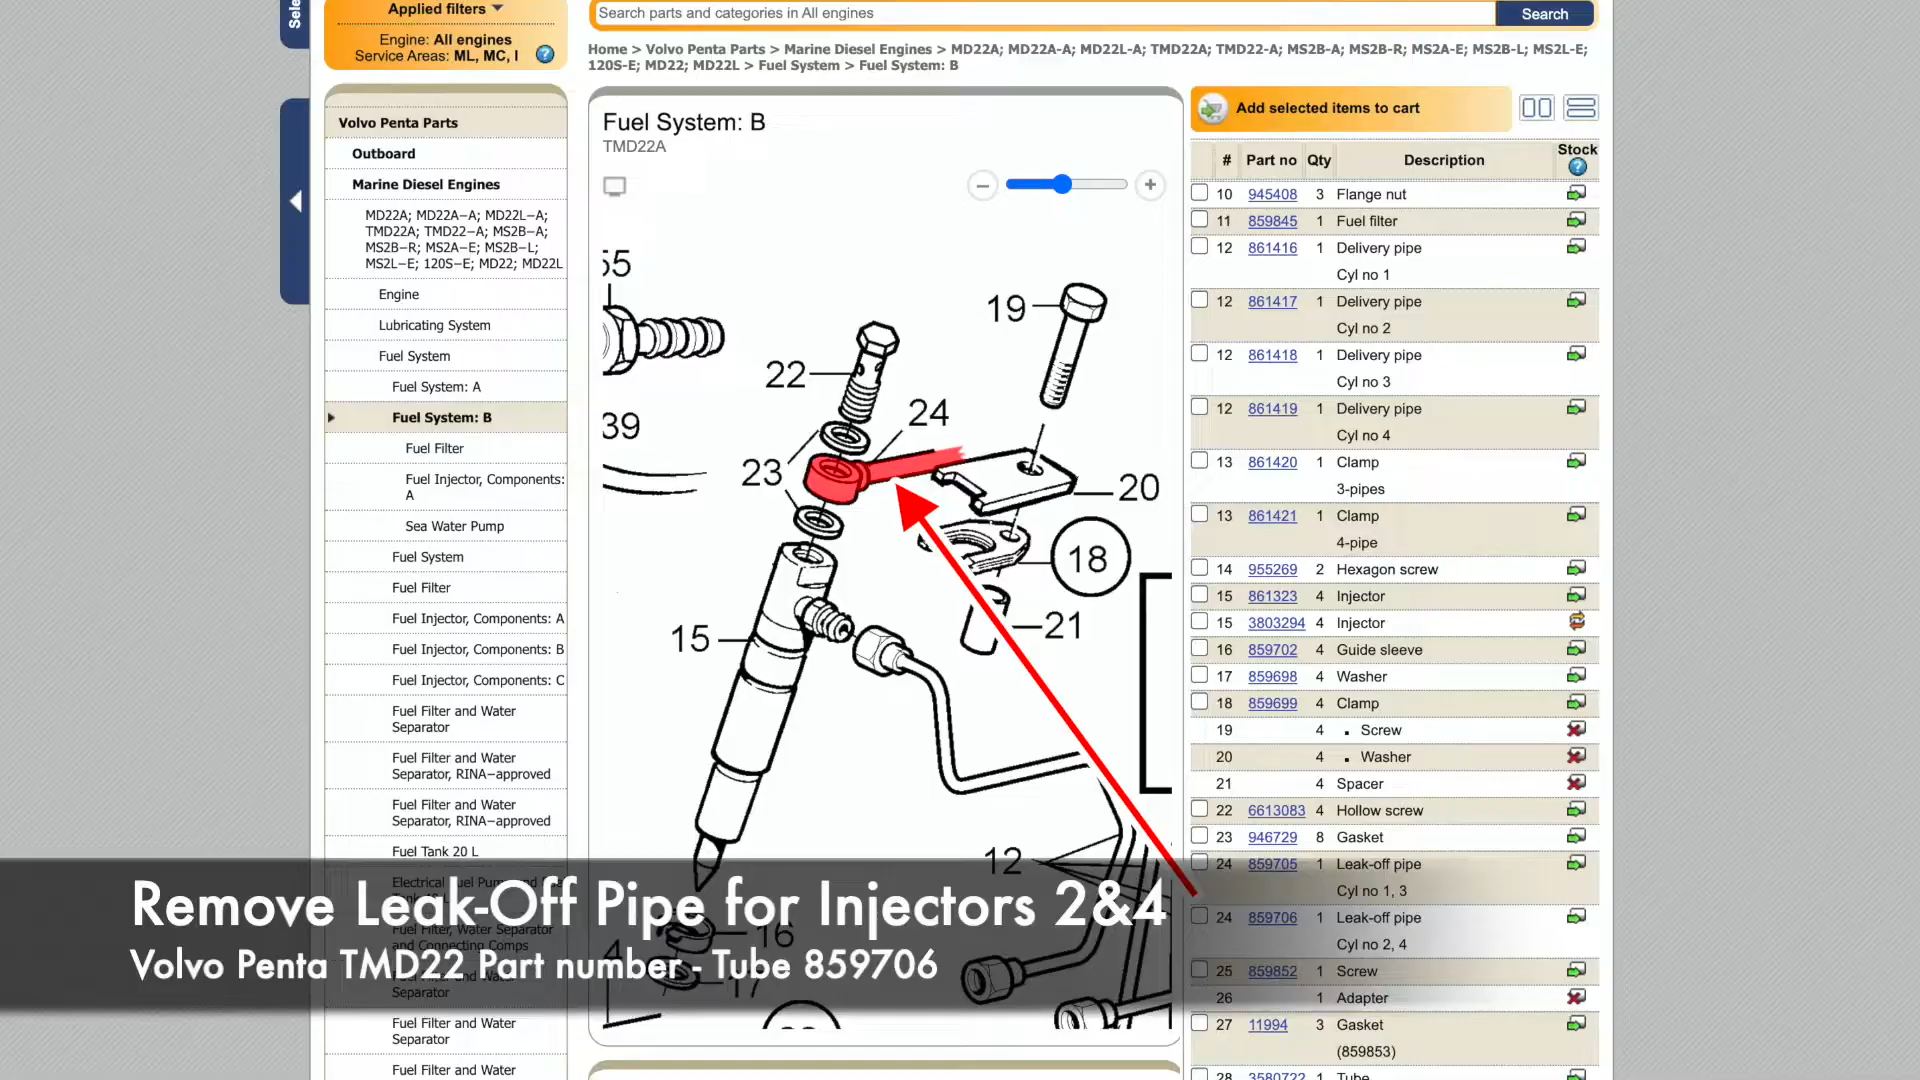 Sele
Applied filters
Engine: All engines
Service Areas: ML, MC, I
?
Search parts and categories in All engines
Search
Home > Volvo Penta Parts > Marine Diesel Engines > MD22A; MD22A-A; MD22L-A; TMD22A; TMD22-A; MS2B-A; MS2B-R; MS2A-E; MS2B-L; MS2L-E;
120S-E; MD22; MD22L > Fuel System > Fuel System: B
Volvo Penta Parts
Outboard
Marine Diesel Engines
MD22A; MD22A-A; MD22L-A;
TMD22A; TMD22-A; MS2B-A;
MS2B-R; MS2A-E; MS2B-L;
MS2L-E; 120S-E; MD22; MD22L
Engine
Lubricating System
Fuel System
Fuel System: A
Fuel System: B
Fuel Filter
Fuel Injector, Components:
A
Sea Water Pump
Fuel System
Fuel Filter
Fuel Injector, Components: A
Fuel Injector, Components: B
Fuel Injector, Components: C
Fuel Filter and Water
Separator
Fuel Filter and Water
Separator, RINA-approved
Fuel Filter and Water
Separator, RINA-approved
Fuel Tank 20 L
Fuel Filter, Water Separator
and Connecting Comps
Separator
Fuel Filter and Water
Separator
Fuel Filter and Water
Fuel System: B
TMD22A
55
19
22
24
39
23
20
18
21
15
12
16
17
4
Add selected items to cart
# Part no Qty Description Stock
?
10 945408 3 Flange nut
11 859845 1 Fuel filter
12 861416 1 Delivery pipe
Cyl no 1
12 861417 1 Delivery pipe
Cyl no 2
12 861418 1 Delivery pipe
Cyl no 3
12 861419 1 Delivery pipe
Cyl no 4
13 861420 1 Clamp
3-pipes
13 861421 1 Clamp
4-pipe
14 955269 2 Hexagon screw
15 861323 4 Injector
15 3803294 4 Injector
16 859702 4 Guide sleeve
17 859698 4 Washer
18 859699 4 Clamp
19 4 ▪ Screw
20 4 ▪ Washer
21 4 Spacer
22 6613083 4 Hollow screw
23 946729 8 Gasket
24 859705 1 Leak-off pipe
Cyl no 1, 3
24 859706 1 Leak-off pipe
Cyl no 2, 4
25 859852 1 Screw
26 1 Adapter
27 11994 3 Gasket
(859853)
28 3580722 1 Tube
Remove Leak-Off Pipe for Injectors 2&4
Volvo Penta TMD22 Part number - Tube 859706